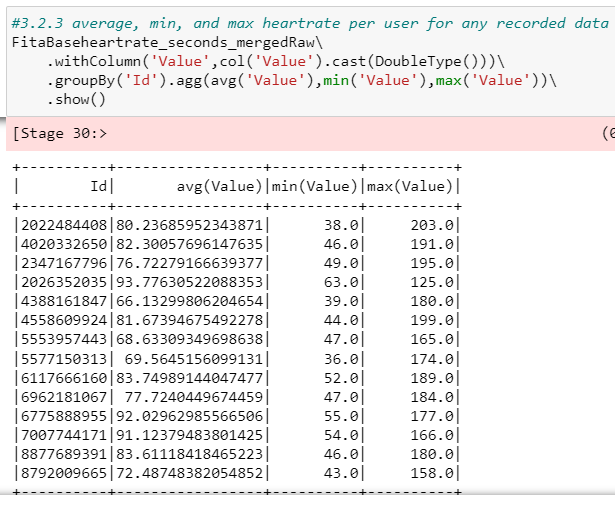 #3.2.3 average, min, and max heartrate per user for any recorded data
FitaBaseheartrate_seconds_mergedRaw\
    .withColumn('Value',col('Value').cast(DoubleType()))\
    .groupBy('Id').agg(avg('Value'),min('Value'),max('Value'))\
    .show()
[Stage 30:> (0
+----------+-----------------+----------+----------+
|        Id|       avg(Value)|min(Value)|max(Value)|
+----------+-----------------+----------+----------+
|2022484408|80.23685952343871|      38.0|     203.0|
|4020332650|82.30057696147635|      46.0|     191.0|
|2347167796|76.72279166639377|      49.0|     195.0|
|2026352035|93.77630522088353|      63.0|     125.0|
|4388161847|66.13299806204654|      39.0|     180.0|
|4558609924|81.67394675492278|      44.0|     199.0|
|5553957443|68.63309349698638|      47.0|     165.0|
|5577150313| 69.5645156099131|      36.0|     174.0|
|6117666160|83.74989144047477|      52.0|     189.0|
|6962181067| 77.7240449674459|      47.0|     184.0|
|6775888955|92.02962985566506|      55.0|     177.0|
|7007744171|91.12379483801425|      54.0|     166.0|
|8877689391|83.61118418465223|      46.0|     180.0|
|8792009665|72.48748382054852|      43.0|     158.0|
+----------+-----------------+----------+----------+